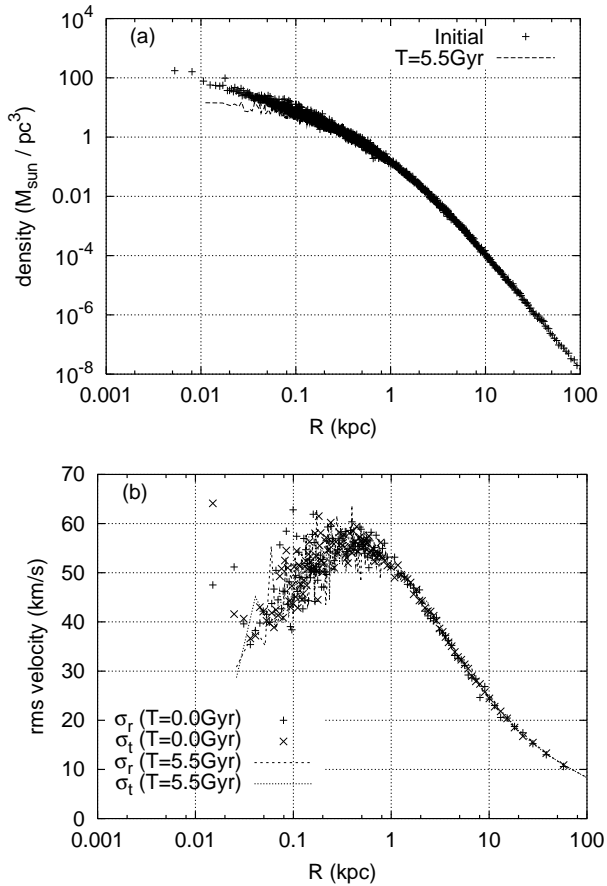 (a)
Initial
T=5.5Gyr
density (M_sun / pc^3)
100
1
0.01
10^-4
10^-6
10^-8
0.001 0.01 0.1 1 10 100
R (kpc)
(b)
rms velocity (km/s)
70
60
50
40
30
20
10
0
σ_r (T=0.0Gyr)
σ_t (T=0.0Gyr)
σ_r (T=5.5Gyr)
σ_t (T=5.5Gyr)
0.001 0.01 0.1 1 10 100
R (kpc)